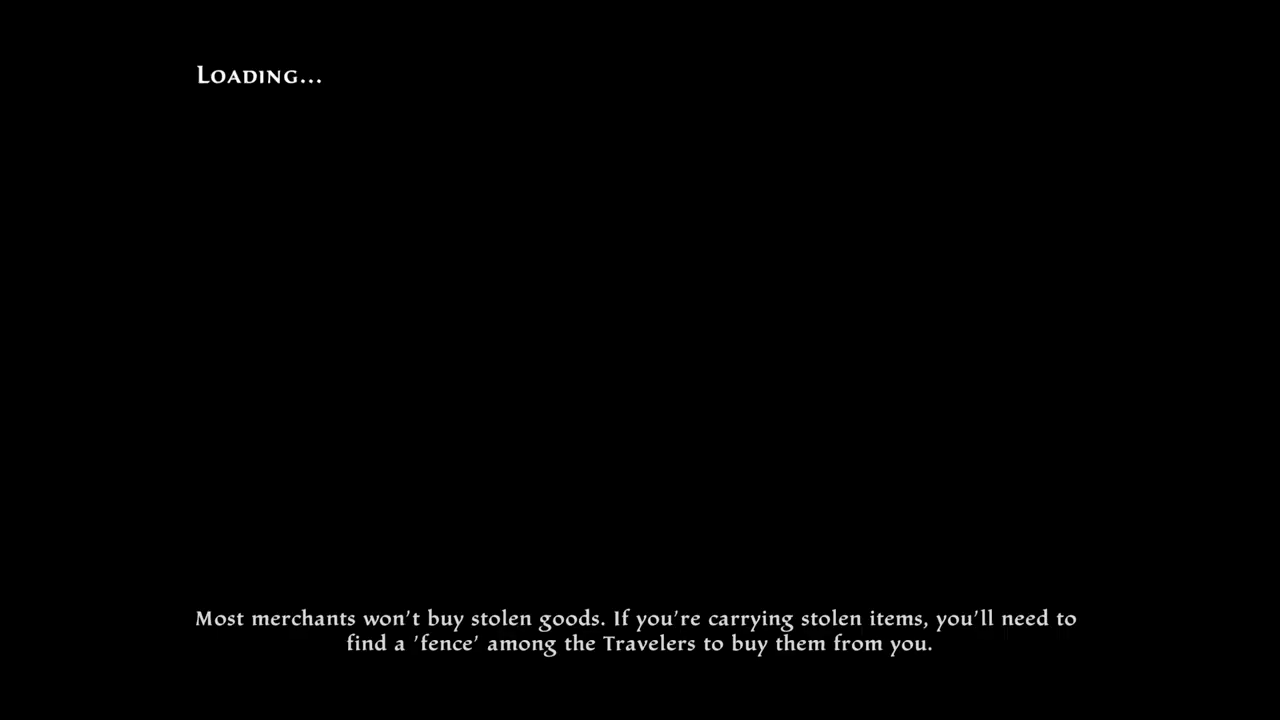 Loading...
Most merchants won't buy stolen goods. If you're carrying stolen items, you'll need to
find a 'fence' among the Travelers to buy them from you.